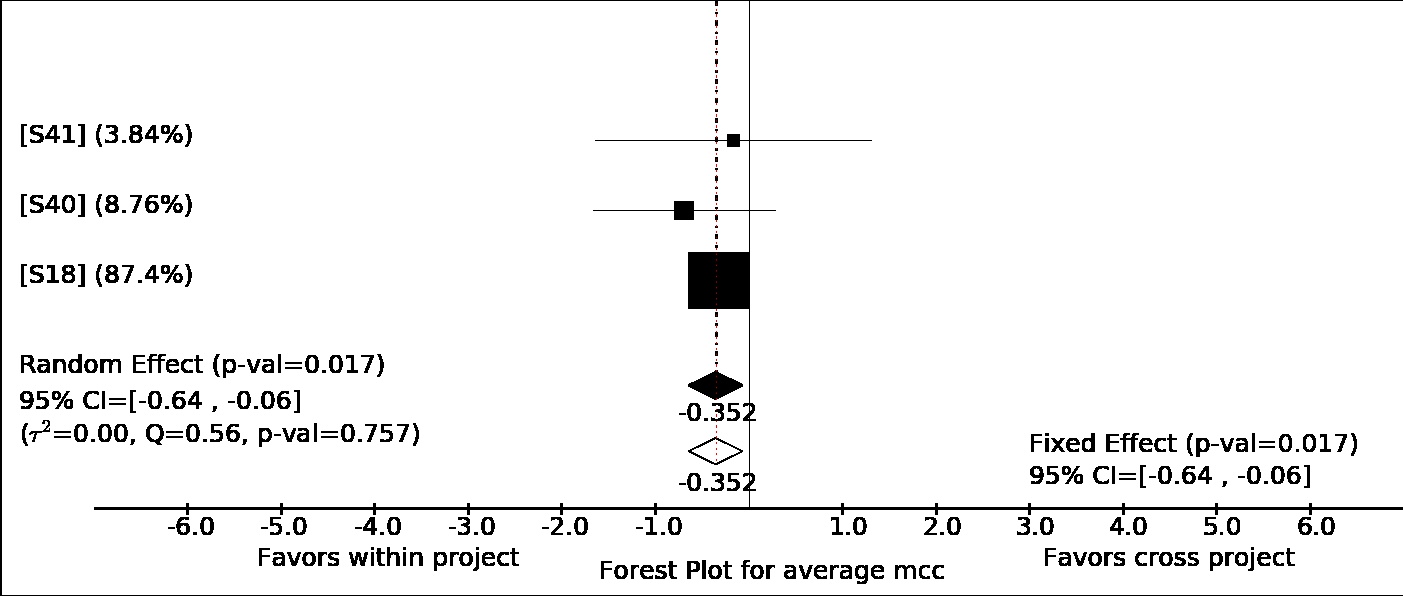 [S41] (3.84%)
[S40] (8.76%)
[S18] (87.4%)
Random Effect (p-val=0.017)
95% CI=[-0.64 , -0.06]
(τ²=0.00, Q=0.56, p-val=0.757)
-0.352
-0.352
Fixed Effect (p-val=0.017)
95% CI=[-0.64 , -0.06]
-6.0 -5.0 -4.0 -3.0 -2.0 -1.0 1.0 2.0 3.0 4.0 5.0 6.0
Favors within project
Forest Plot for average mcc
Favors cross project